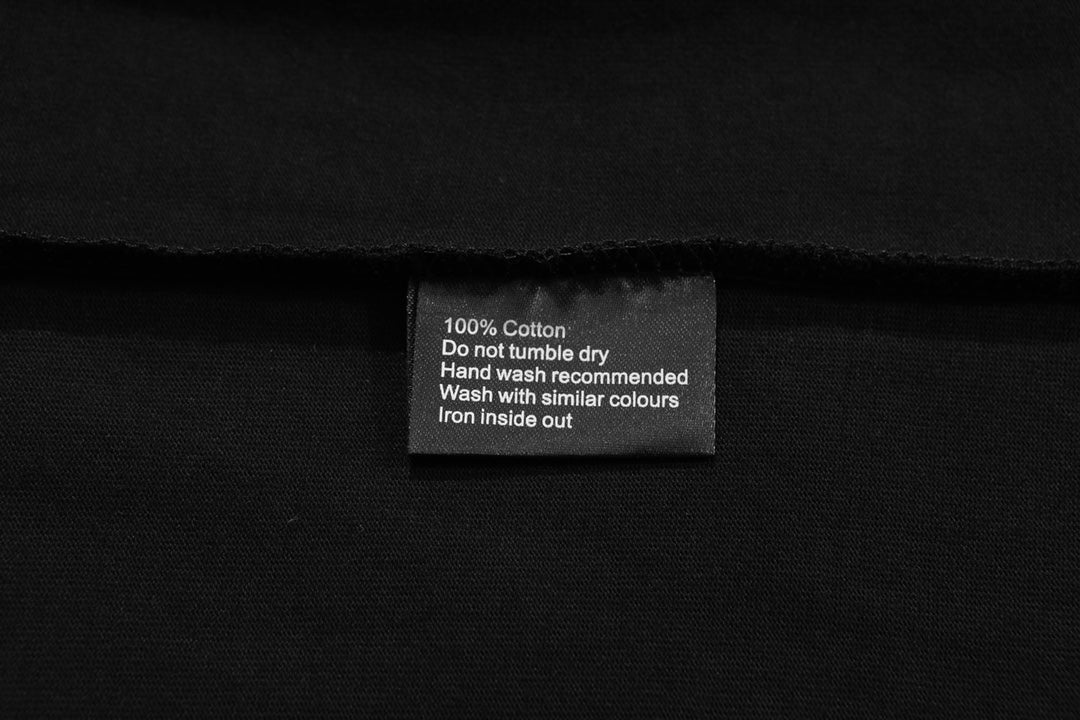 100% Cotton
Do not tumble dry
Hand wash recommended
Wash with similar colours
Iron inside out